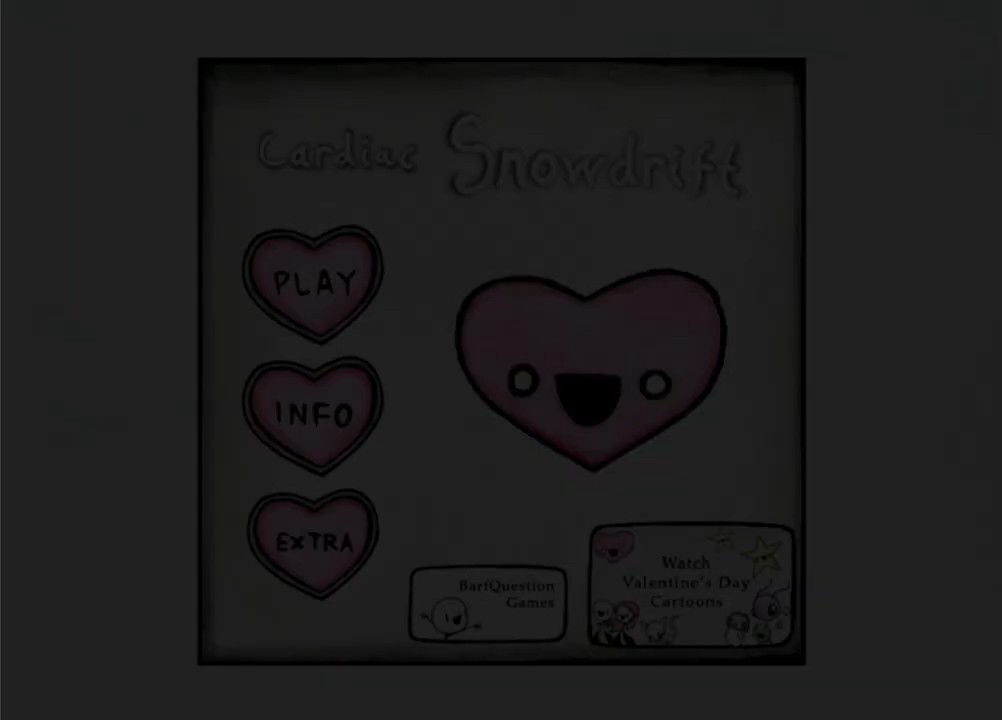 Cardiac Snowdrift
PLAY
INFO
EXTRA
BarfQuestion
Games
Watch
Valentine's Day
Cartoons